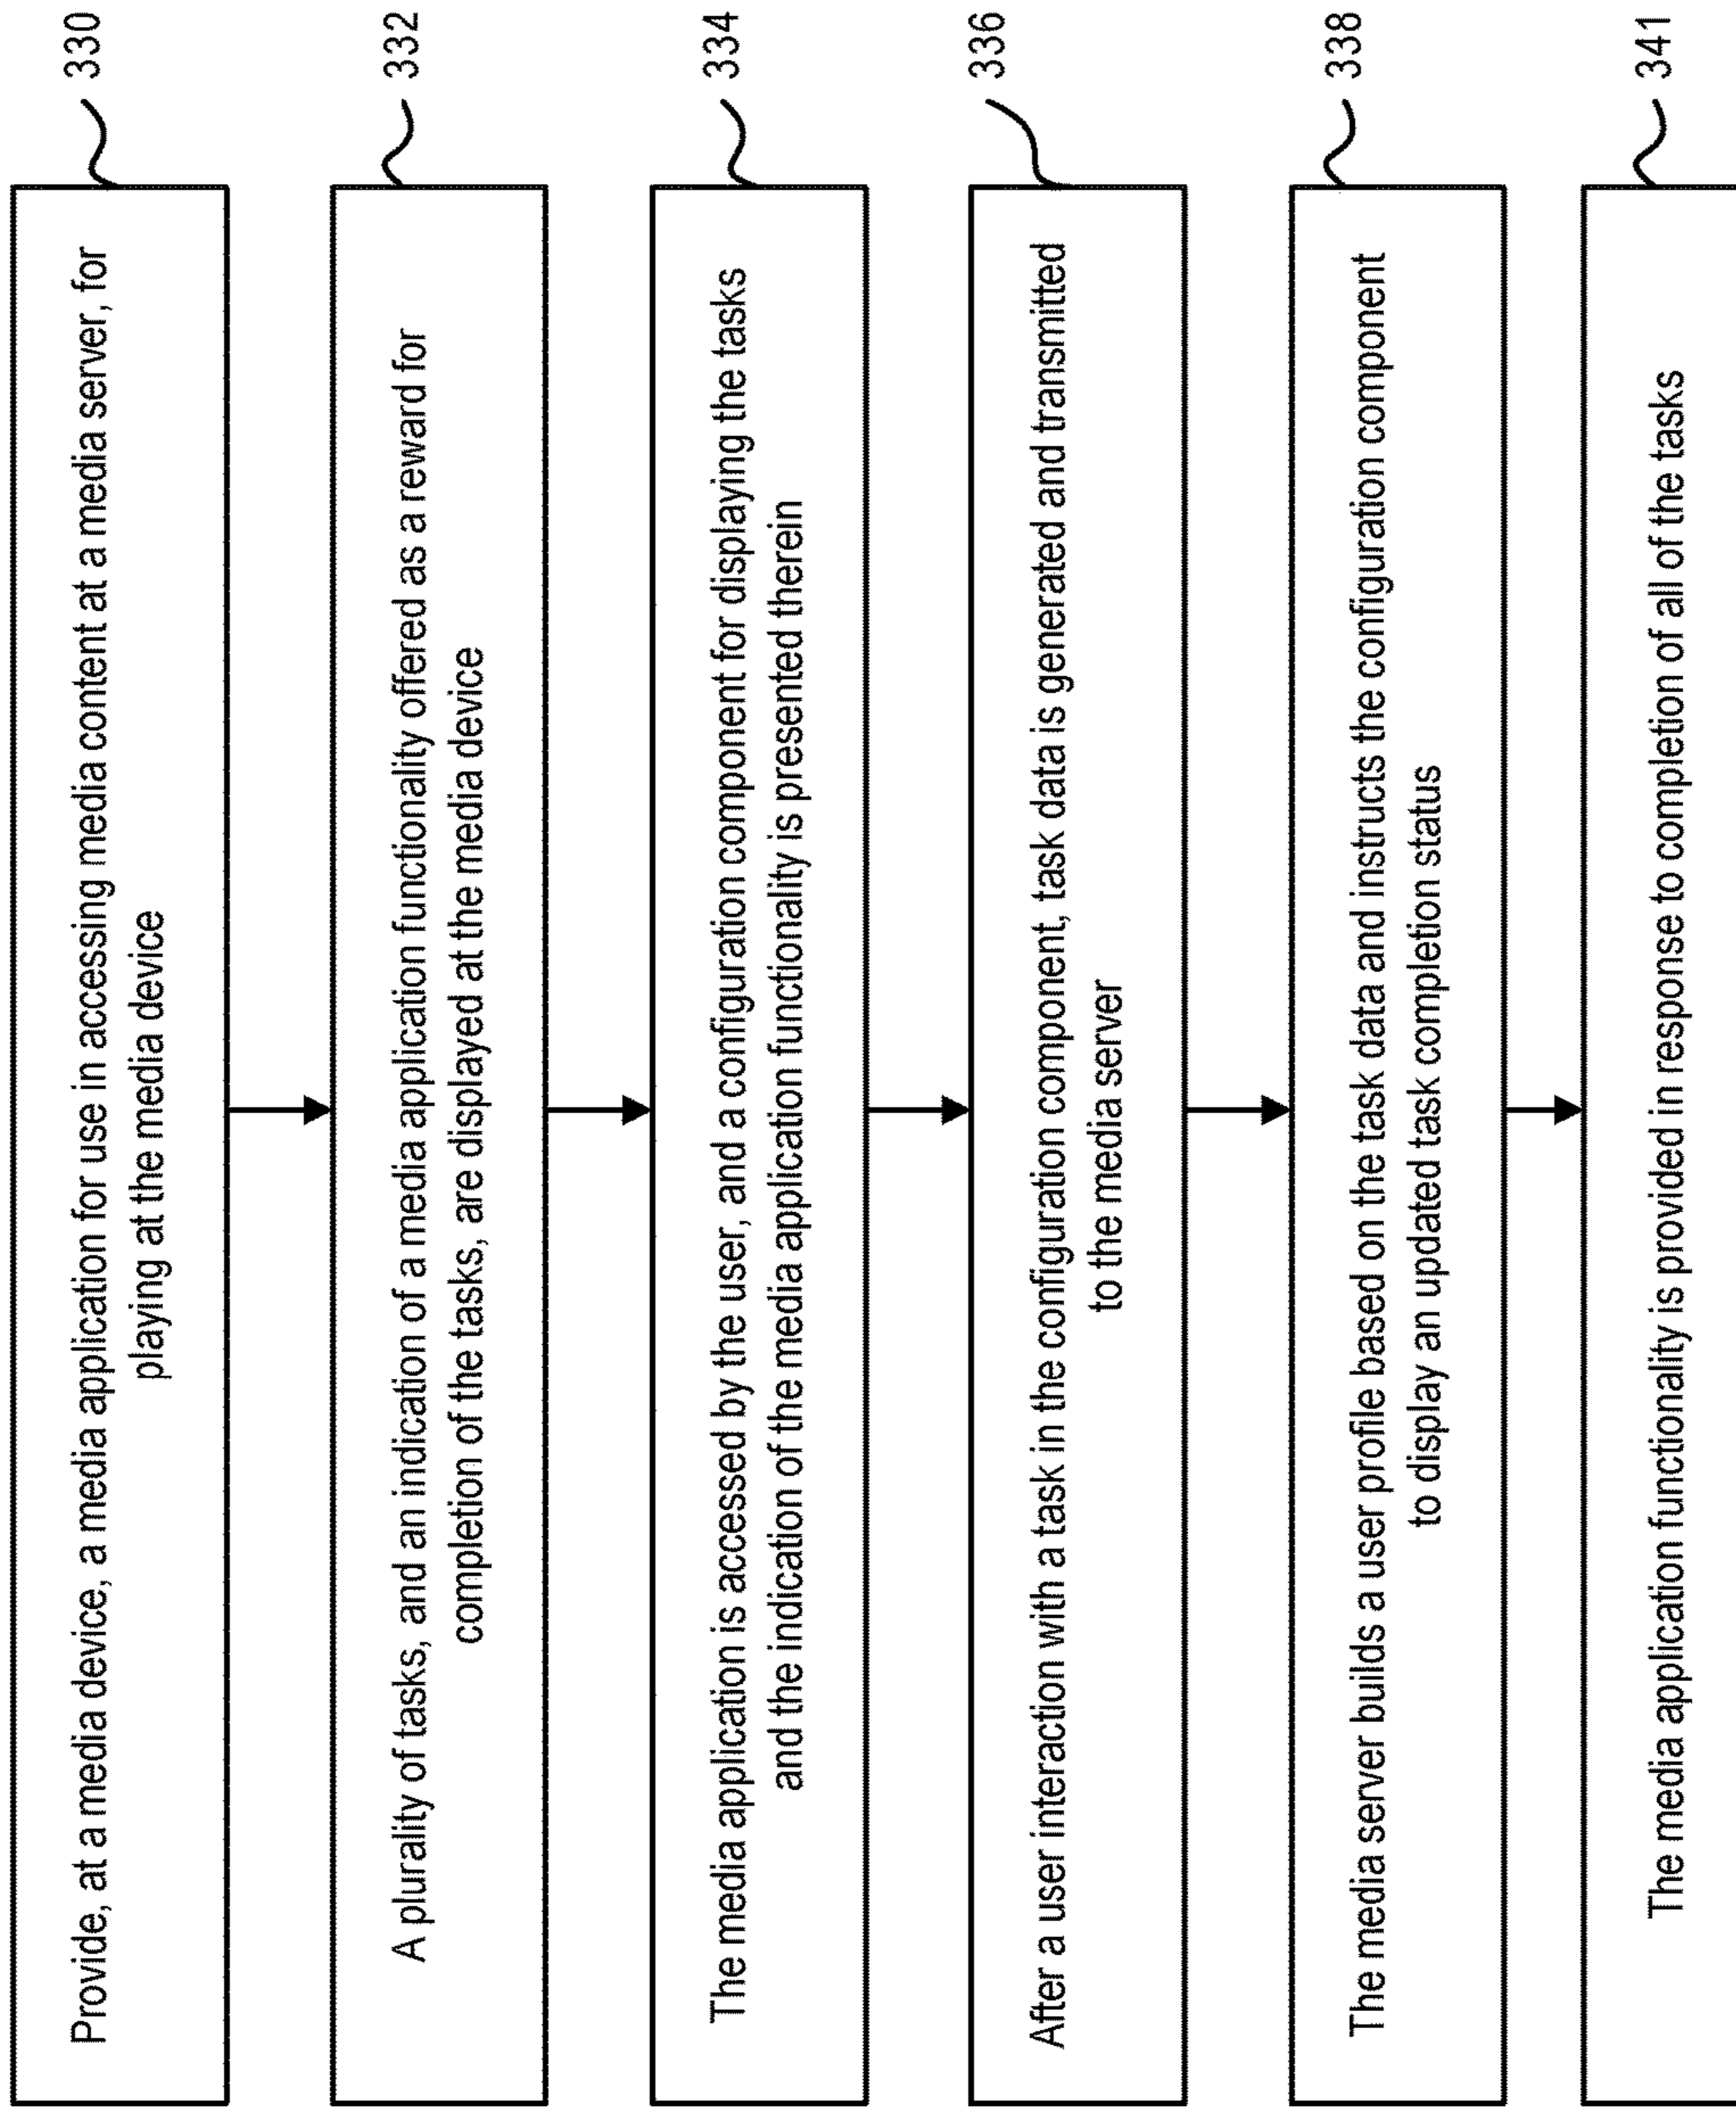 Provide, at a media device, a media application for use in accessing media content at a media server, for
playing at the media device
330
A plurality of tasks, and an indication of a media application functionality offered as a reward for
completion of the tasks, are displayed at the media device
332
The media application is accessed by the user, and a configuration component for displaying the tasks
and the indication of the media application functionality is presented therein
334
After a user interaction with a task in the configuration component, task data is generated and transmitted
to the media server
336
The media server builds a user profile based on the task data and instructs the configuration component
to display an updated task completion status
338
The media application functionality is provided in response to completion of all of the tasks
341